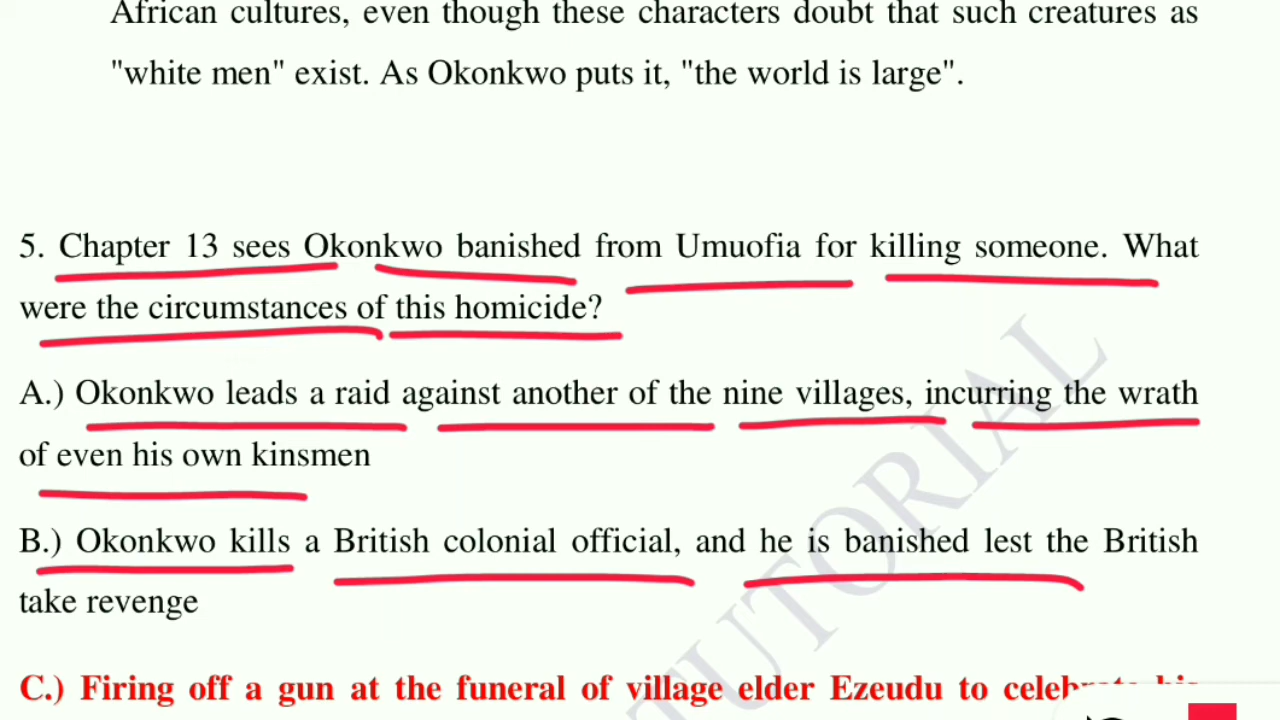 African cultures, even though these characters doubt that such creatures as
"white men" exist. As Okonkwo puts it, "the world is large".
5. Chapter 13 sees Okonkwo banished from Umuofia for killing someone. What
were the circumstances of this homicide?
A.) Okonkwo leads a raid against another of the nine villages, incurring the wrath
of even his own kinsmen
B.) Okonkwo kills a British colonial official, and he is banished lest the British
take revenge
C.) Firing off a gun at the funeral of village elder Ezeudu to
TUTORIAL